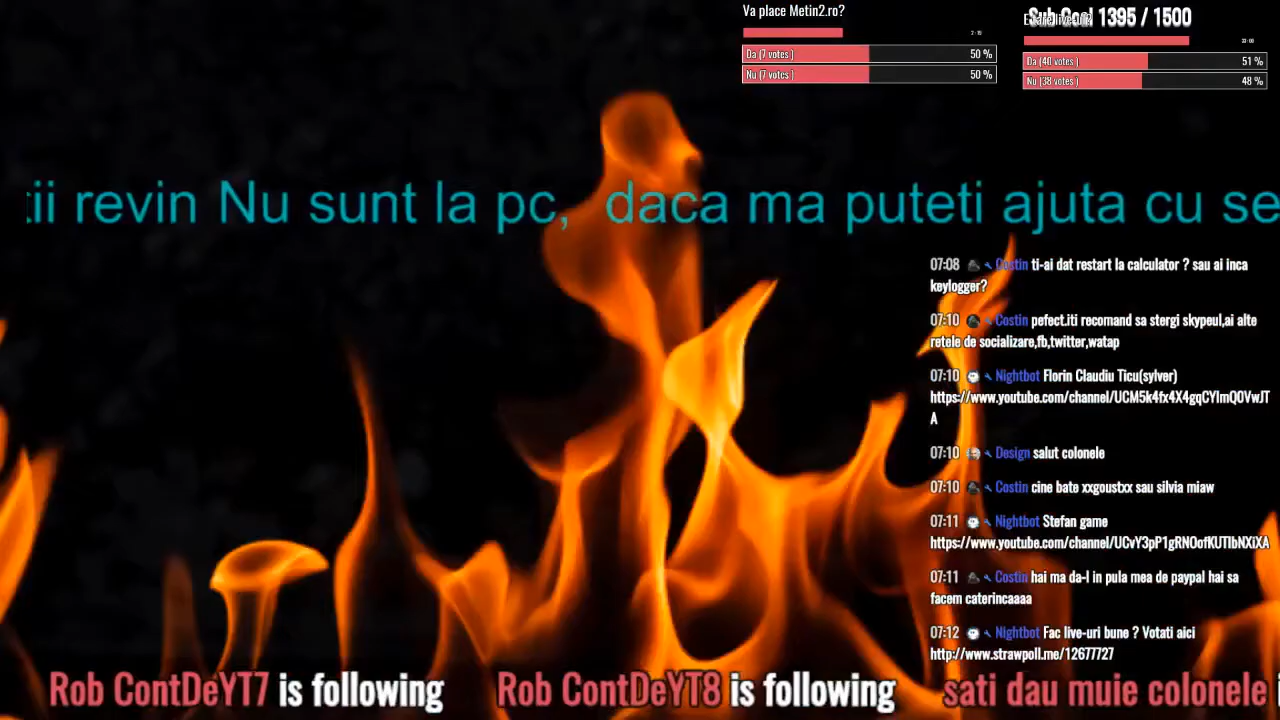 Va place Metin2.ro?
Da (7 votes )
50 %
Nu (7 votes )
50 %
Sub Goal 1395 / 1500
Da (40 votes )
51 %
Nu (38 votes )
48 %
ii revin Nu sunt la pc, daca ma puteti ajuta cu se
07:08 Costin ti-ai dat restart la calculator ? sau ai inca
keylogger?
07:10 Costin pefect.iti recomand sa stergi skypeul,ai alte
retele de socializare,fb,twitter,watap
07:10 Nightbot Florin Claudiu Ticu(sylver)
https://www.youtube.com/channel/UCM5k4fx4X4gqCYImQ0VwJT
A
07:10 Design salut colonele
07:10 Costin cine bate xxgoustxx sau silvia miaw
07:11 Nightbot Stefan game
https://www.youtube.com/channel/UCvY3pP1gRNOofKUTIbNXiXA
07:11 Costin hai ma da-l in pula mea de paypal hai sa
facem caterincaaaa
07:12 Nightbot Fac live-uri bune ? Votati aici
http://www.strawpoll.me/12677727
Rob ContDeYT7 is following Rob ContDeYT8 is following sati dau muie colonele i